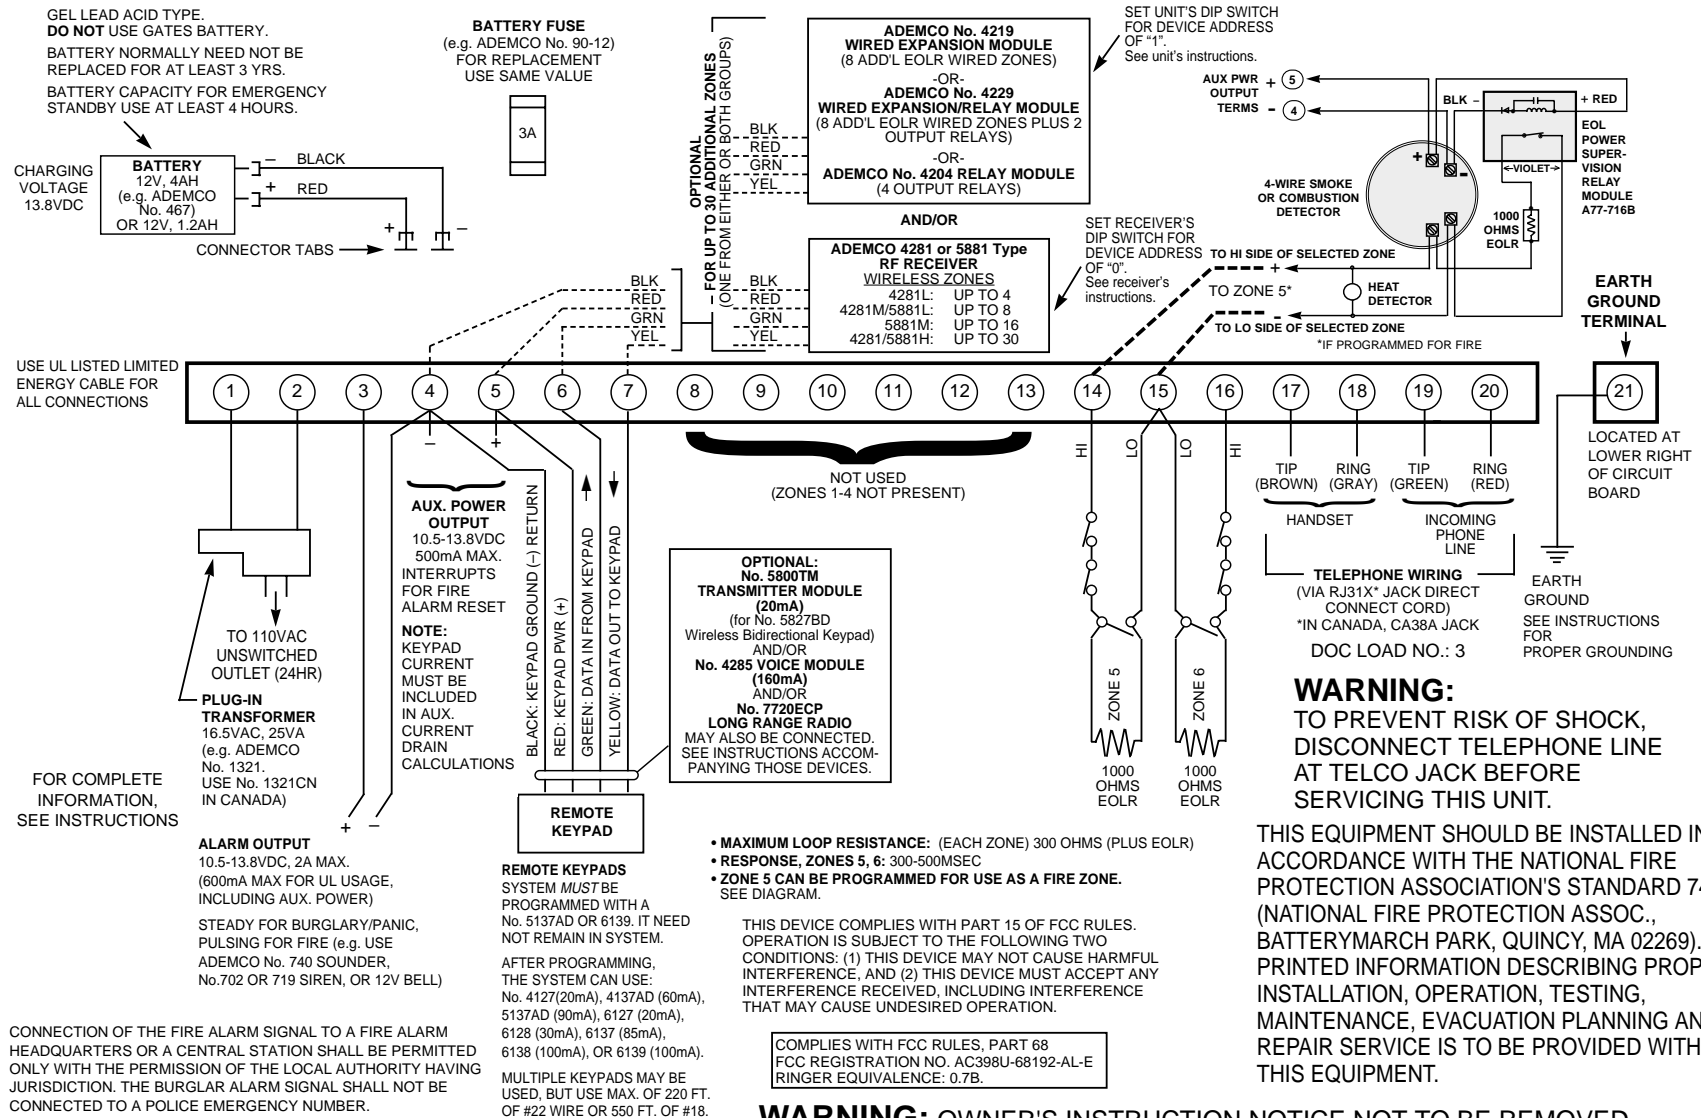 GEL LEAD ACID TYPE.
DO NOT USE GATES BATTERY.
BATTERY NORMALLY NEED NOT BE
REPLACED FOR AT LEAST 3 YRS.
BATTERY CAPACITY FOR EMERGENCY
STANDBY USE AT LEAST 4 HOURS.
CHARGING
VOLTAGE
13.8VDC
BATTERY
12V, 4AH
(e.g. ADEMCO
No. 467)
OR 12V, 1.2AH
– BLACK
+ RED
+ –
CONNECTOR TABS
BATTERY FUSE
(e.g. ADEMCO No. 90-12)
FOR REPLACEMENT
USE SAME VALUE
3A
OPTIONAL
FOR UP TO 30 ADDITIONAL ZONES
(ONE FROM EITHER OR BOTH GROUPS)
BLK
RED
GRN
YEL
ADEMCO No. 4219
WIRED EXPANSION MODULE
(8 ADD'L EOLR WIRED ZONES)
-OR-
ADEMCO No. 4229
WIRED EXPANSION/RELAY MODULE
(8 ADD'L EOLR WIRED ZONES PLUS 2
OUTPUT RELAYS)
-OR-
ADEMCO No. 4204 RELAY MODULE
(4 OUTPUT RELAYS)
SET UNIT'S DIP SWITCH
FOR DEVICE ADDRESS
OF "1".
See unit's instructions.
AND/OR
BLK
RED
GRN
YEL
BLK
RED
GRN
YEL
ADEMCO 4281 or 5881 Type
RF RECEIVER
WIRELESS ZONES
4281L: UP TO 4
4281M/5881L: UP TO 8
5881M: UP TO 16
4281/5881H: UP TO 30
SET RECEIVER'S
DIP SWITCH FOR
DEVICE ADDRESS
OF "0".
See receiver's
instructions.
AUX PWR
OUTPUT
TERMS
+ 5
- 4
BLK –
+ RED
EOL
POWER
SUPER-
VISION
RELAY
MODULE
A77-716B
VIOLET
+
-
4-WIRE SMOKE
OR COMBUSTION
DETECTOR
1000
OHMS
EOLR
TO HI SIDE OF SELECTED ZONE
+
TO ZONE 5*
HEAT
DETECTOR
-
TO LO SIDE OF SELECTED ZONE
*IF PROGRAMMED FOR FIRE
EARTH
GROUND
TERMINAL
USE UL LISTED LIMITED
ENERGY CABLE FOR
ALL CONNECTIONS
1 2 3 4 5 6 7 8 9 10 11 12 13 14 15 16 17 18 19 20 21
LOCATED AT
LOWER RIGHT
OF CIRCUIT
BOARD
– +
TO 110VAC
UNSWITCHED
OUTLET (24HR)
PLUG-IN
TRANSFORMER
16.5VAC, 25VA
(e.g. ADEMCO
No. 1321.
USE No. 1321CN
IN CANADA)
FOR COMPLETE
INFORMATION,
SEE INSTRUCTIONS
+ –
ALARM OUTPUT
10.5-13.8VDC, 2A MAX.
(600mA MAX FOR UL USAGE,
INCLUDING AUX. POWER)
STEADY FOR BURGLARY/PANIC,
PULSING FOR FIRE (e.g. USE
ADEMCO No. 740 SOUNDER,
No.702 OR 719 SIREN, OR 12V BELL)
CONNECTION OF THE FIRE ALARM SIGNAL TO A FIRE ALARM
HEADQUARTERS OR A CENTRAL STATION SHALL BE PERMITTED
ONLY WITH THE PERMISSION OF THE LOCAL AUTHORITY HAVING
JURISDICTION. THE BURGLAR ALARM SIGNAL SHALL NOT BE
CONNECTED TO A POLICE EMERGENCY NUMBER.
AUX. POWER
OUTPUT
10.5-13.8VDC
500mA MAX.
INTERRUPTS
FOR FIRE
ALARM RESET
NOTE:
KEYPAD
CURRENT
MUST BE
INCLUDED
IN AUX.
CURRENT
DRAIN
CALCULATIONS
BLACK: KEYPAD GROUND (–) RETURN
RED: KEYPAD PWR (+)
GREEN: DATA IN FROM KEYPAD
YELLOW: DATA OUT TO KEYPAD
REMOTE
KEYPAD
REMOTE KEYPADS
SYSTEM MUST BE
PROGRAMMED WITH A
No. 5137AD OR 6139. IT NEED
NOT REMAIN IN SYSTEM.
AFTER PROGRAMMING,
THE SYSTEM CAN USE:
No. 4127(20mA), 4137AD (60mA),
5137AD (90mA), 6127 (20mA),
6128 (30mA), 6137 (85mA),
6138 (100mA), OR 6139 (100mA).
MULTIPLE KEYPADS MAY BE
USED, BUT USE MAX. OF 220 FT.
OF #22 WIRE OR 550 FT. OF #18.
NOT USED
(ZONES 1-4 NOT PRESENT)
OPTIONAL:
No. 5800TM
TRANSMITTER MODULE
(20mA)
(for No. 5827BD
Wireless Bidirectional Keypad)
AND/OR
No. 4285 VOICE MODULE
(160mA)
AND/OR
No. 7720ECP
LONG RANGE RADIO
MAY ALSO BE CONNECTED.
SEE INSTRUCTIONS ACCOM-
PANYING THOSE DEVICES.
HI LO LO HI
ZONE 5
ZONE 6
1000
OHMS
EOLR
1000
OHMS
EOLR
TIP
(BROWN)
RING
(GRAY)
TIP
(GREEN)
RING
(RED)
HANDSET
INCOMING
PHONE
LINE
TELEPHONE WIRING
(VIA RJ31X* JACK DIRECT
CONNECT CORD)
*IN CANADA, CA38A JACK
DOC LOAD NO.: 3
EARTH
GROUND
SEE INSTRUCTIONS
FOR
PROPER GROUNDING
WARNING:
TO PREVENT RISK OF SHOCK,
DISCONNECT TELEPHONE LINE
AT TELCO JACK BEFORE
SERVICING THIS UNIT.
• MAXIMUM LOOP RESISTANCE: (EACH ZONE) 300 OHMS (PLUS EOLR)
• RESPONSE, ZONES 5, 6: 300-500MSEC
• ZONE 5 CAN BE PROGRAMMED FOR USE AS A FIRE ZONE.
SEE DIAGRAM.
THIS DEVICE COMPLIES WITH PART 15 OF FCC RULES.
OPERATION IS SUBJECT TO THE FOLLOWING TWO
CONDITIONS: (1) THIS DEVICE MAY NOT CAUSE HARMFUL
INTERFERENCE, AND (2) THIS DEVICE MUST ACCEPT ANY
INTERFERENCE RECEIVED, INCLUDING INTERFERENCE
THAT MAY CAUSE UNDESIRED OPERATION.
COMPLIES WITH FCC RULES, PART 68
FCC REGISTRATION NO. AC398U-68192-AL-E
RINGER EQUIVALENCE: 0.7B.
THIS EQUIPMENT SHOULD BE INSTALLED IN
ACCORDANCE WITH THE NATIONAL FIRE
PROTECTION ASSOCIATION'S STANDARD 74
(NATIONAL FIRE PROTECTION ASSOC.,
BATTERYMARCH PARK, QUINCY, MA 02269).
PRINTED INFORMATION DESCRIBING PROP
INSTALLATION, OPERATION, TESTING,
MAINTENANCE, EVACUATION PLANNING AN
REPAIR SERVICE IS TO BE PROVIDED WITH
THIS EQUIPMENT.
WARNING: OWNER'S INSTRUCTION NOTICE NOT TO BE REMOVED